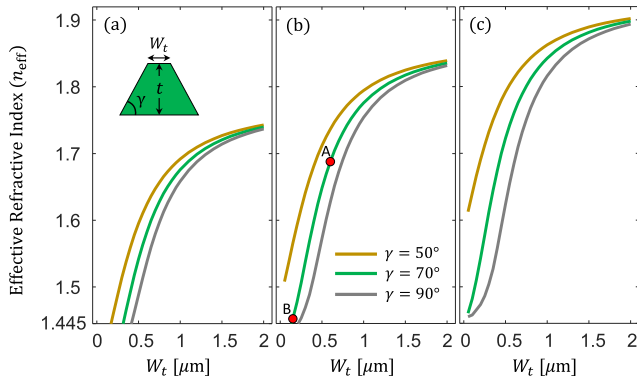 Effective Refractive Index (n_eff)
1.9
1.8
1.7
1.6
1.5
1.445
(a)
W_t
γ
t
0 0.5 1 1.5 2
W_t [μm]
(b)
A
B
γ = 50°
γ = 70°
γ = 90°
0 0.5 1 1.5 2
W_t [μm]
(c)
0 0.5 1 1.5 2
W_t [μm]